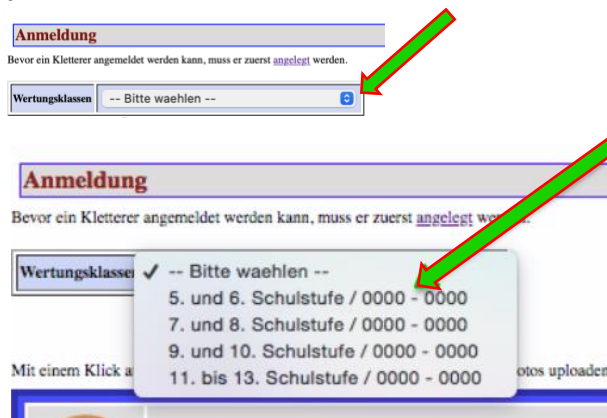 Anmeldung
Bevor ein Kletterer angemeldet werden kann, muss er zuerst angelegt werden.
Wertungsklassen -- Bitte waehlen --
Anmeldung
Bevor ein Kletterer angemeldet werden kann, muss er zuerst angelegt
Wertungsklassen ✓ -- Bitte waehlen --
5. und 6. Schulstufe / 0000 - 0000
7. und 8. Schulstufe / 0000 - 0000
9. und 10. Schulstufe / 0000 - 0000
11. bis 13. Schulstufe / 0000 - 0000
Mit einem Klick otos uploaden